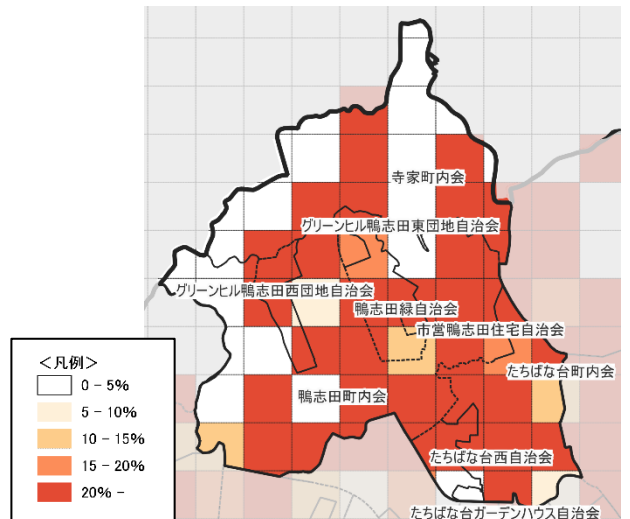 寺家町内会
グリーンヒル鴨志田東団地自治会
グリーンヒル鴨志田西団地自治会
鴨志田緑自治会
市営鴨志田住宅自治会
たちばな台町内会
鴨志田町内会
たちばな台西自治会
たちばな台ガーデンハウス自治会
＜凡例＞
0 – 5%
5 – 10%
10 – 15%
15 – 20%
20% -